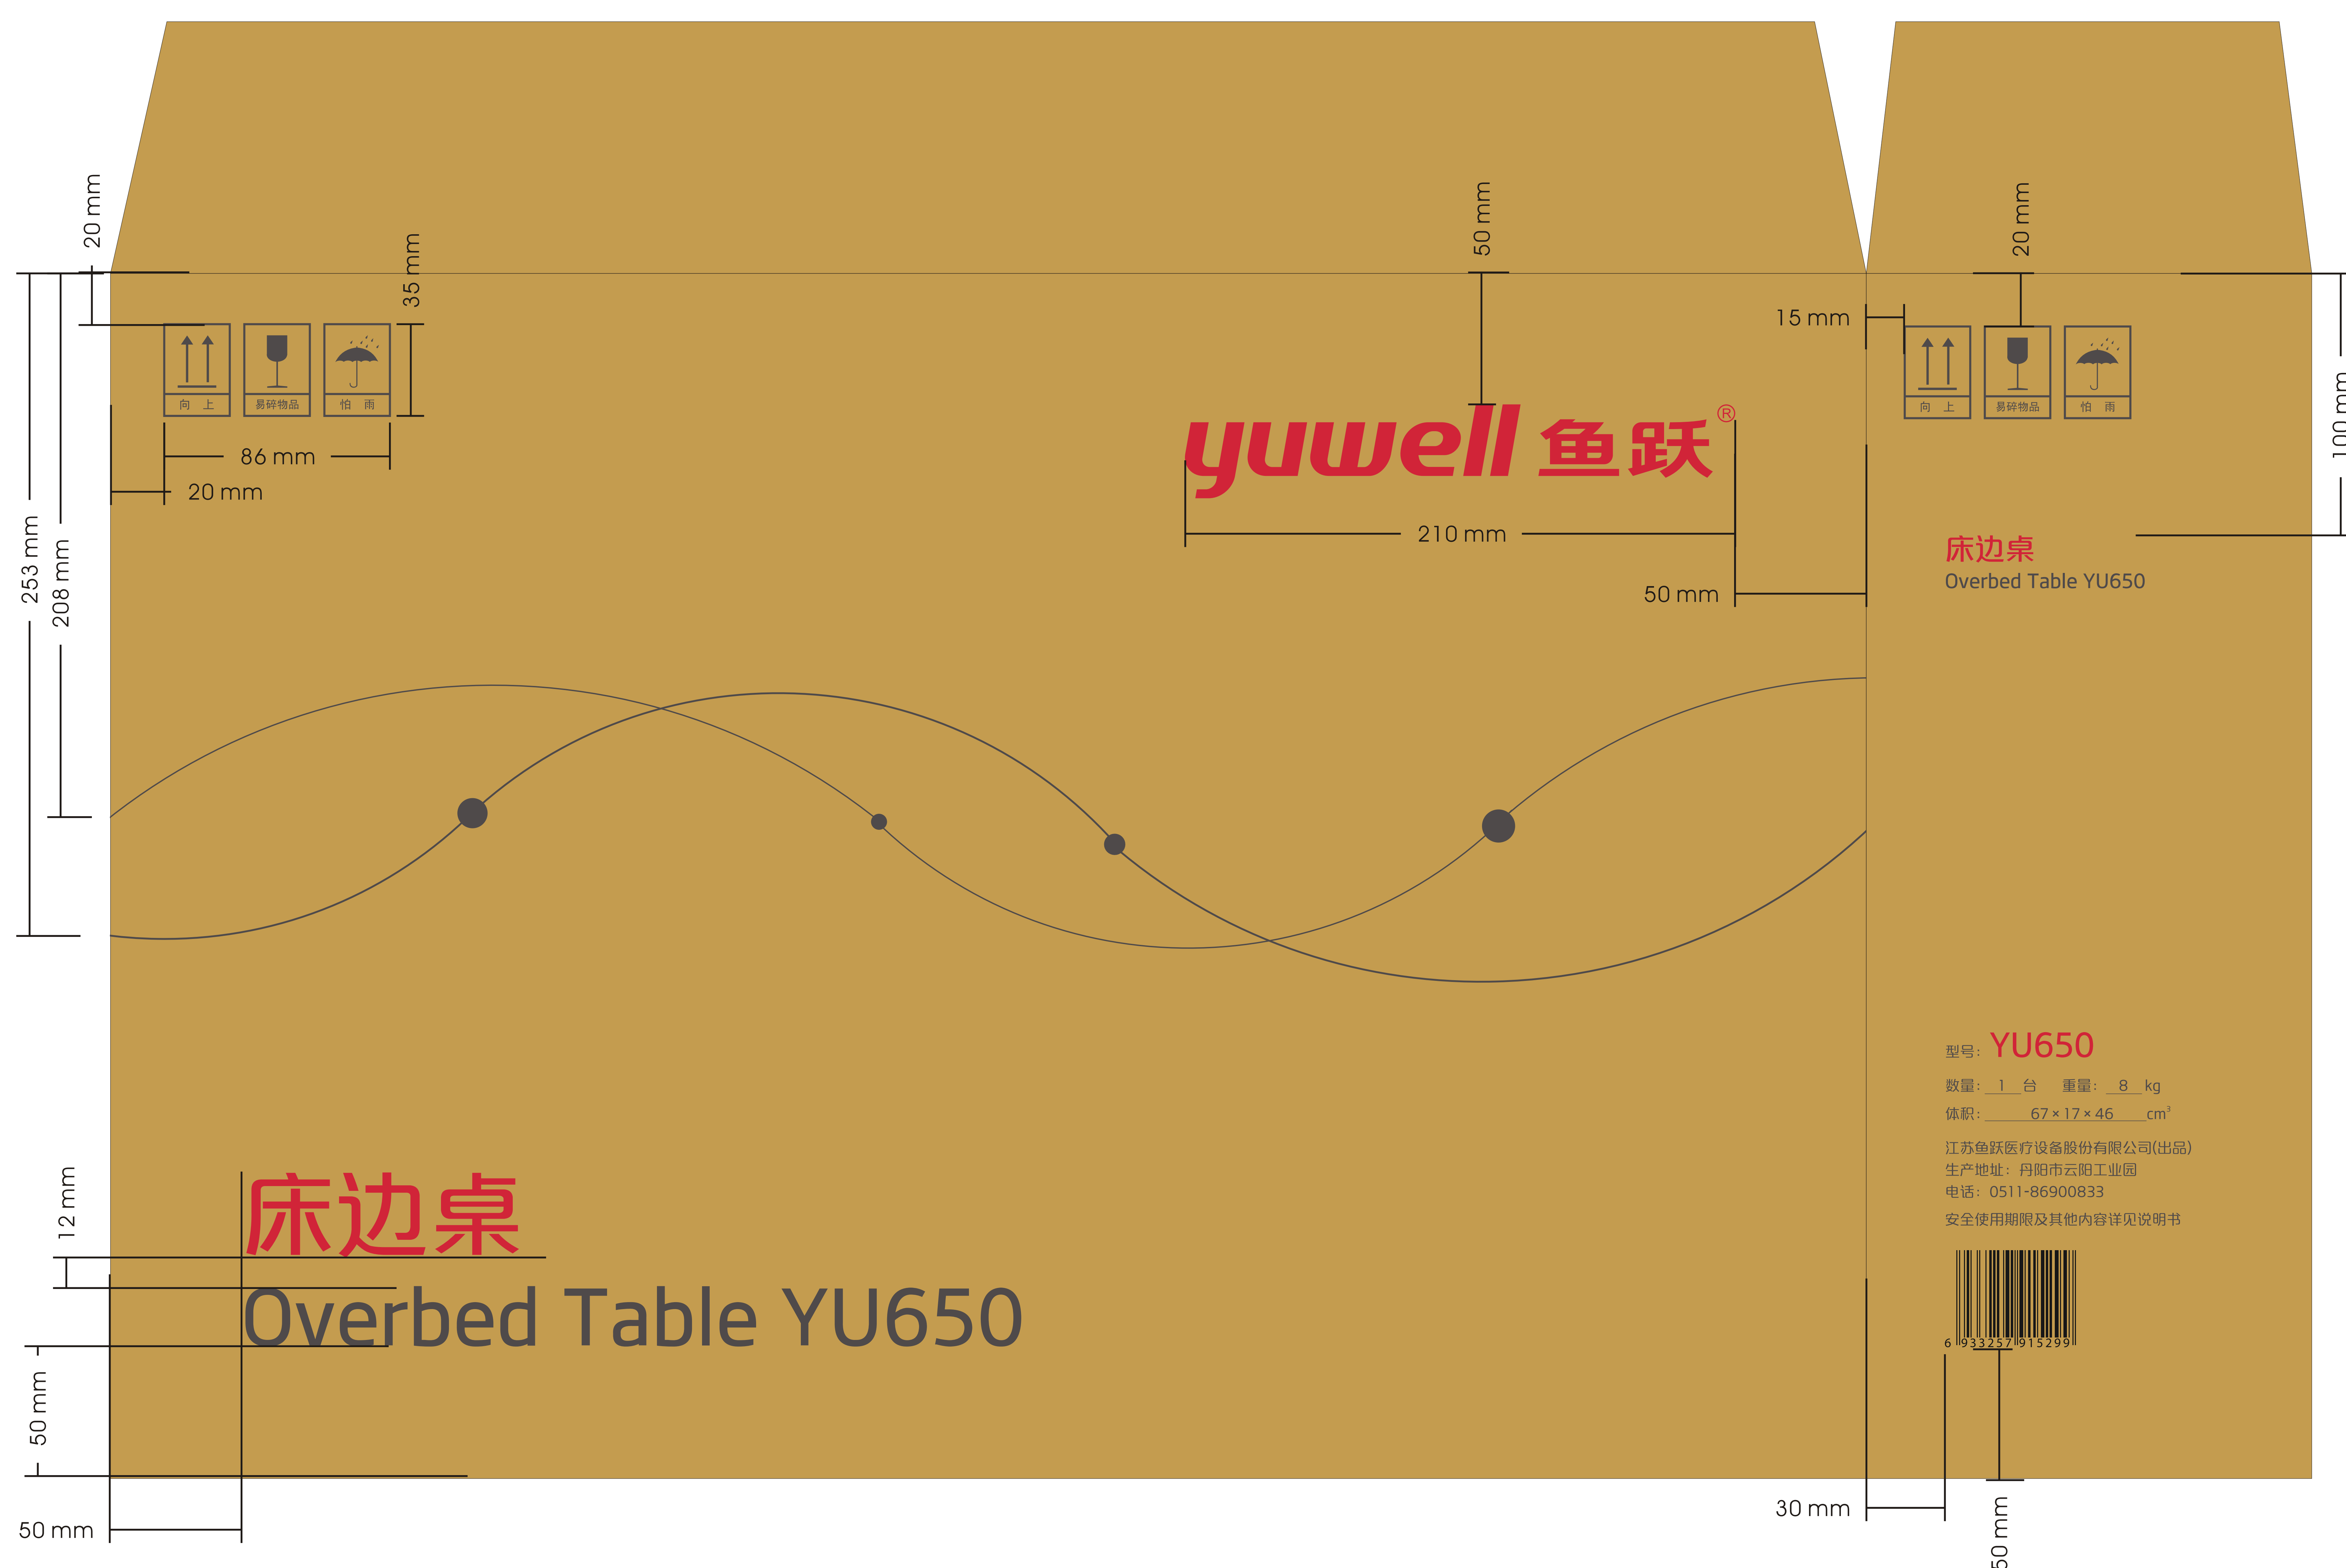 20 mm
50 mm
20 mm
35 mm
15 mm
向 上
易碎物品
怕 雨
向 上
易碎物品
怕 雨
yuwell 鱼跃®
100 mm
86 mm
20 mm
210 mm
253 mm
208 mm
50 mm
床边桌
Overbed Table YU650
型号: YU650
数量: 1 台 重量: 8 kg
体积: 67×17×46 cm³
江苏鱼跃医疗设备股份有限公司(出品)
生产地址: 丹阳市云阳工业园
电话: 0511-86900833
安全使用期限及其他内容详见说明书
6 933257 915299
12 mm
床边桌
Overbed Table YU650
50 mm
50 mm
30 mm
50 mm